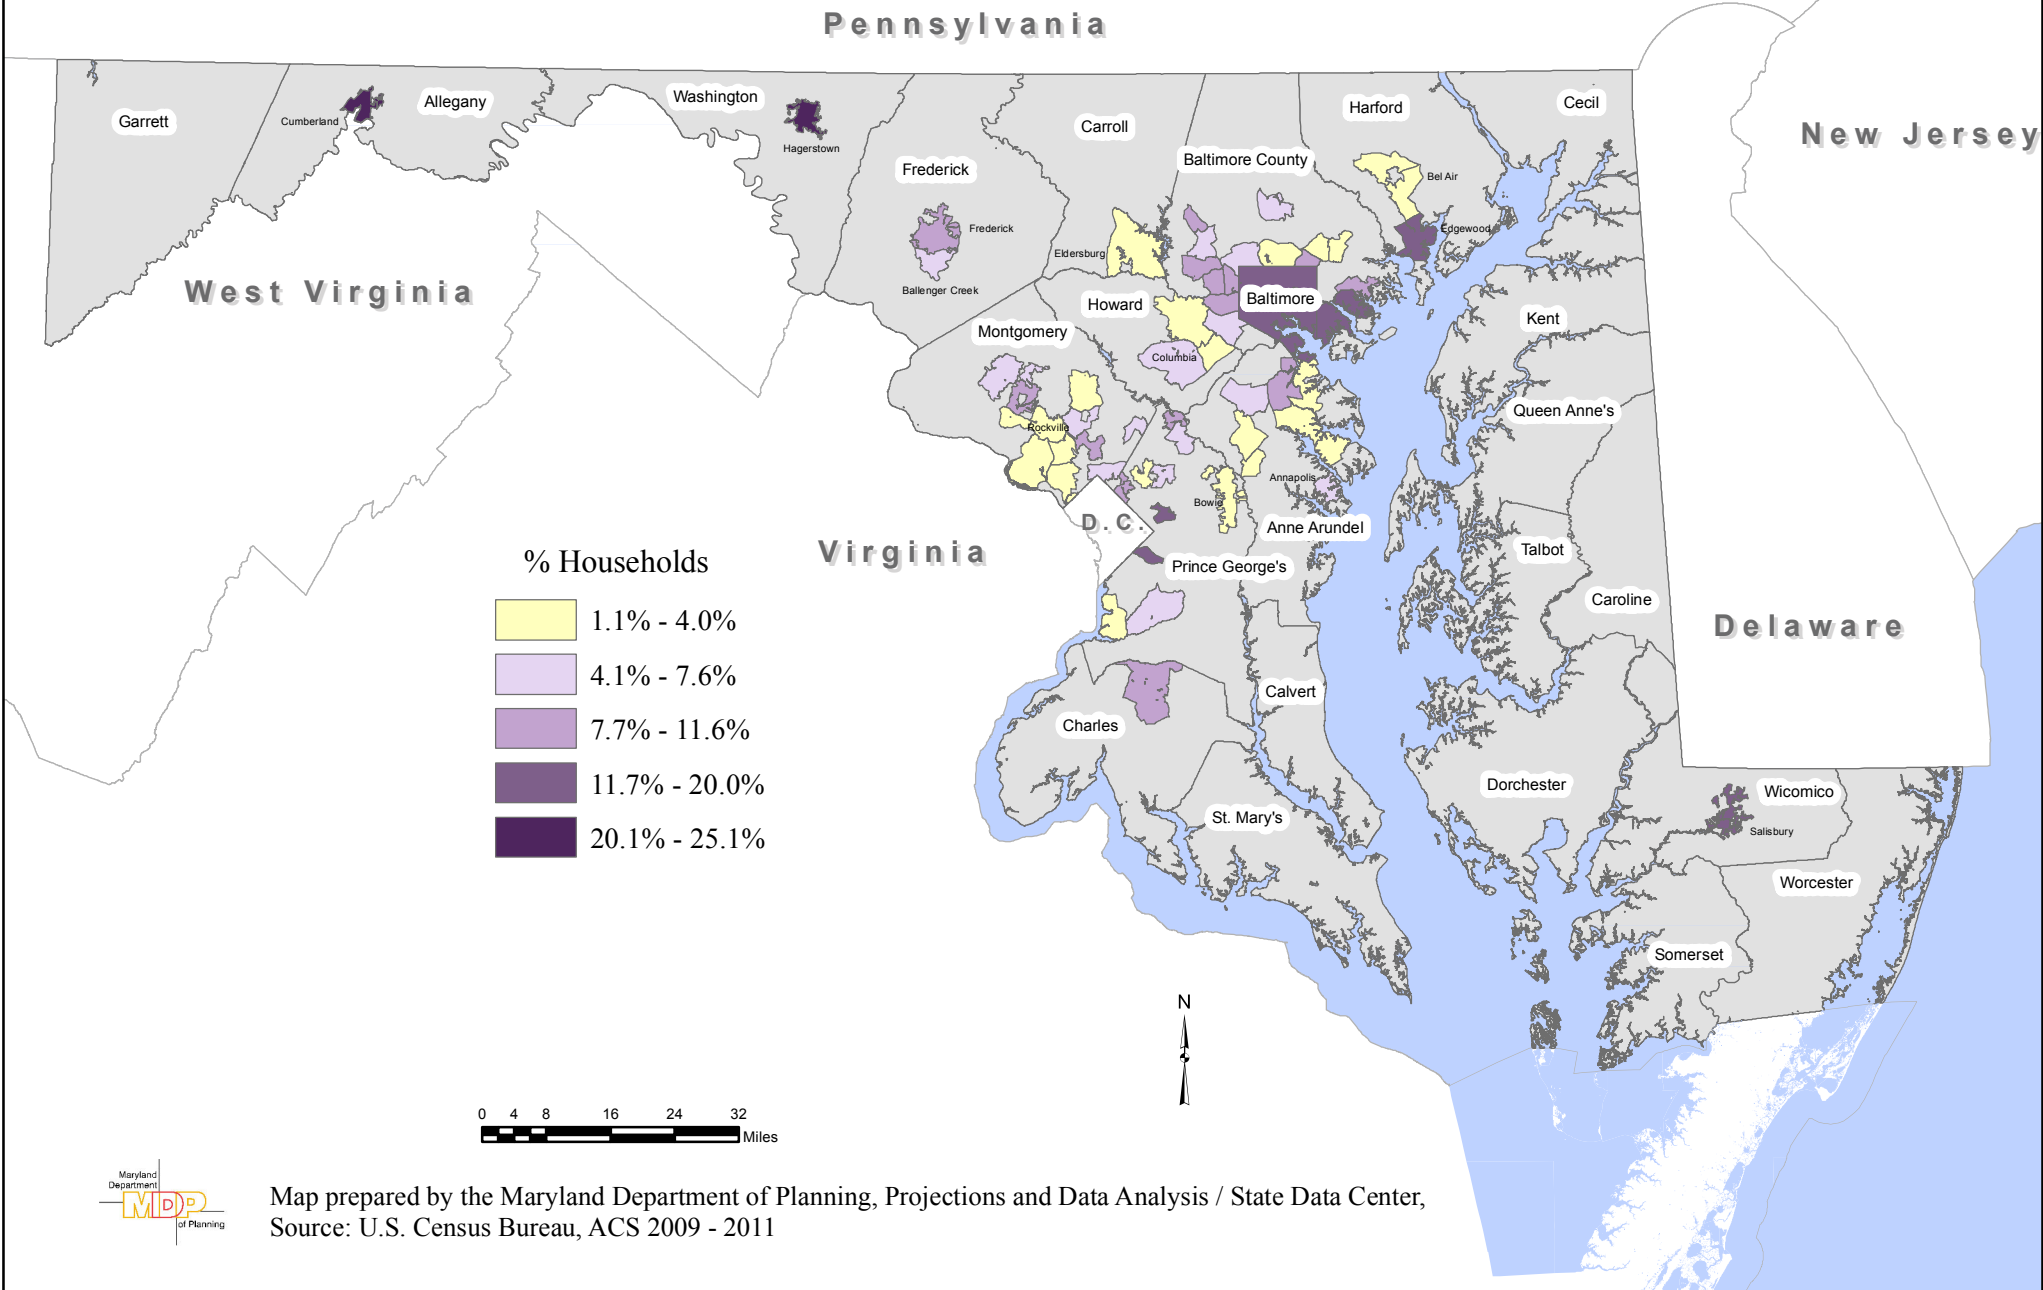 Pennsylvania
Garrett
Cumberland
Allegany
Washington
Hagerstown
Carroll
Harford
Cecil
New Jersey
Baltimore County
Frederick
Bel Air
Frederick
Edgewood
Eldersburg
Ballenger Creek
West Virginia
Howard
Baltimore
Kent
Montgomery
Columbia
Queen Anne's
Rockville
Annapolis
Bowie
D.C.
Anne Arundel
Virginia
Talbot
Prince George's
Caroline
Delaware
Calvert
Charles
Dorchester
Wicomico
St. Mary's
Salisbury
Worcester
Somerset
% Households
1.1% - 4.0%
4.1% - 7.6%
7.7% - 11.6%
11.7% - 20.0%
20.1% - 25.1%
N
0 4 8 16 24 32
Miles
Maryland
Department
MDP
of Planning
Map prepared by the Maryland Department of Planning, Projections and Data Analysis / State Data Center,
Source: U.S. Census Bureau, ACS 2009 - 2011